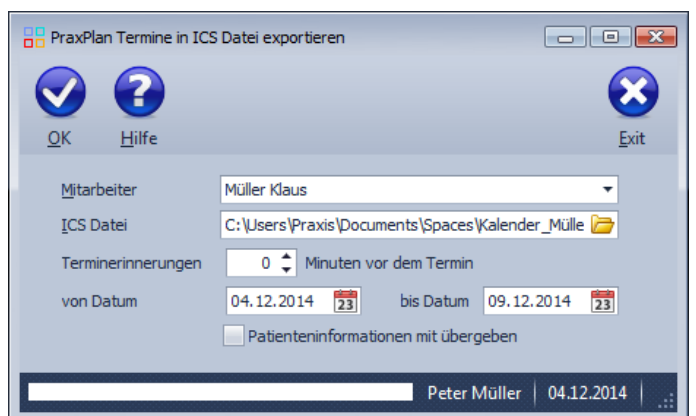 PraxPlan Termine in ICS Datei exportieren
OK Hilfe Exit
Mitarbeiter Müller Klaus
ICS Datei C:\Users\Praxis\Documents\Spaces\Kalender_Mülle
Terminerinnerungen 0 Minuten vor dem Termin
von Datum 04.12.2014 23 bis Datum 09.12.2014 23
Patienteninformationen mit übergeben
Peter Müller 04.12.2014